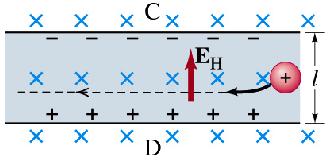 C
× × × × × ×
− − − − − −
E_H
× × × × × × +
l
+ + + + + +
× × × × × ×
D